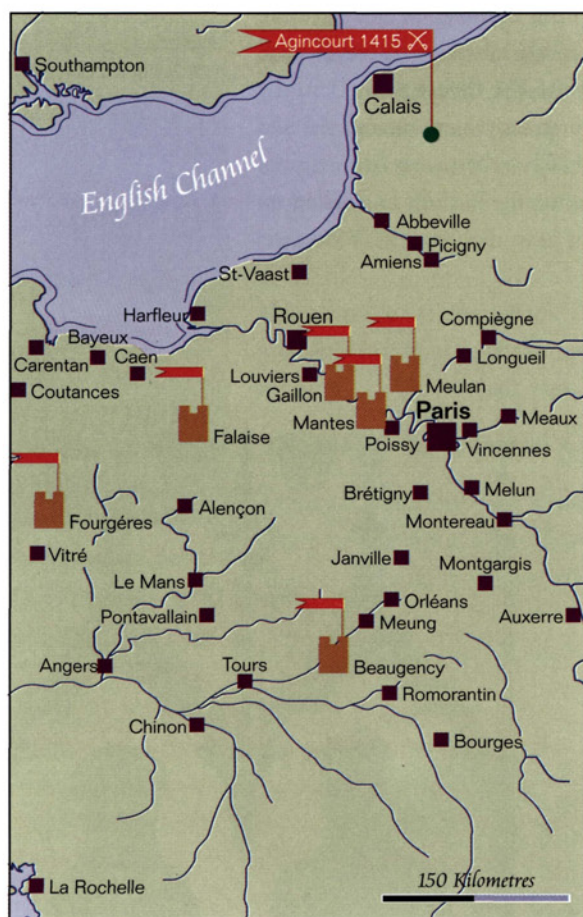 Agincourt 1415
Southampton
Calais
English Channel
Abbeville
Picigny
Amiens
St-Vaast
Harfleur
Rouen
Compiègne
Bayeux
Carentan
Caen
Longueil
Louviers
Gaillon
Meulan
Coutances
Mantes
Paris
Meaux
Falaise
Poissy
Vincennes
Brétigny
Melun
Fourgéres
Alençon
Montereau
Vitré
Janville
Montgargis
Le Mans
Orléans
Pontavallain
Meung
Auxerre
Angers
Tours
Beaugency
Romorantin
Chinon
Bourges
La Rochelle
150 Kilometres